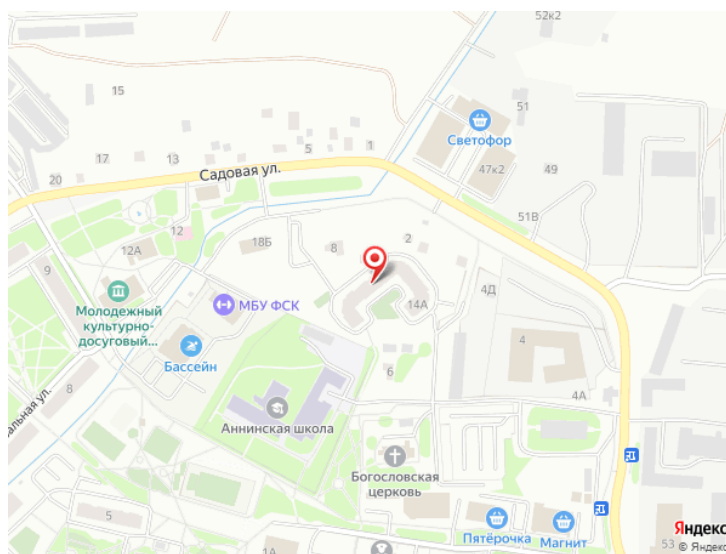 52к2
15
51
Светофор
5
1
17
13
47к2
49
20
Садовая ул.
51В
12
12А
18Б
8
2
9
4Д
14А
МБУ ФСК
Молодежный
культурно-
досуговый...
4
Бассейн
6
8
4А
Аннинская школа
Богословская
церковь
Пятёрочка
Магнит
5
1А
53
Яндекс
© Яндекс